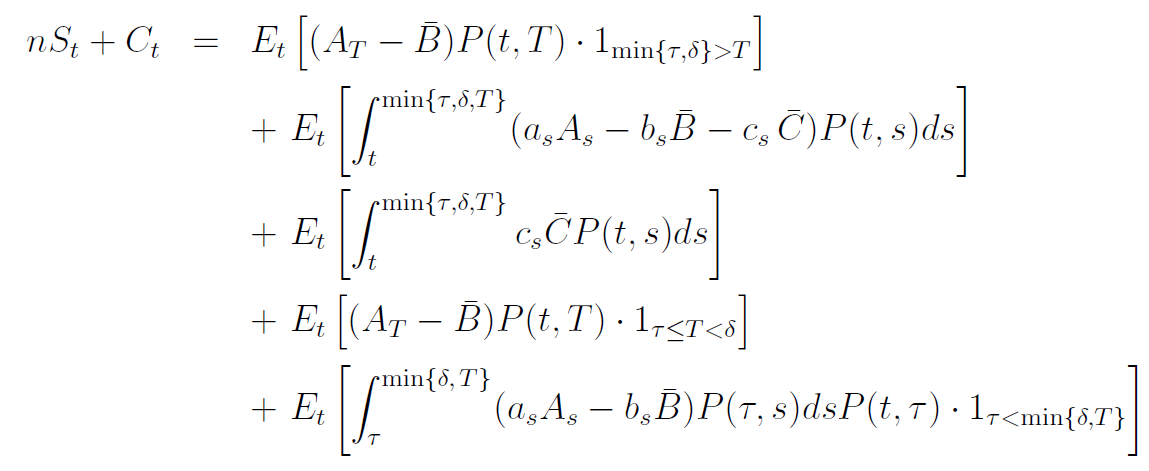 nS_t + C_t = E_t [(A_T − B̄)P(t, T) · 1_{min{τ,δ}>T}]
+ E_t [∫_t^{min{τ,δ,T}} (a_s A_s − b_s B̄ − c_s C̄)P(t, s)ds]
+ E_t [∫_t^{min{τ,δ,T}} c_s C̄P(t, s)ds]
+ E_t [(A_T − B̄)P(t, T) · 1_{τ≤T<δ}]
+ E_t [∫_τ^{min{δ,T}} (a_s A_s − b_s B̄)P(τ, s)dsP(t, τ) · 1_{τ<min{δ,T}}]